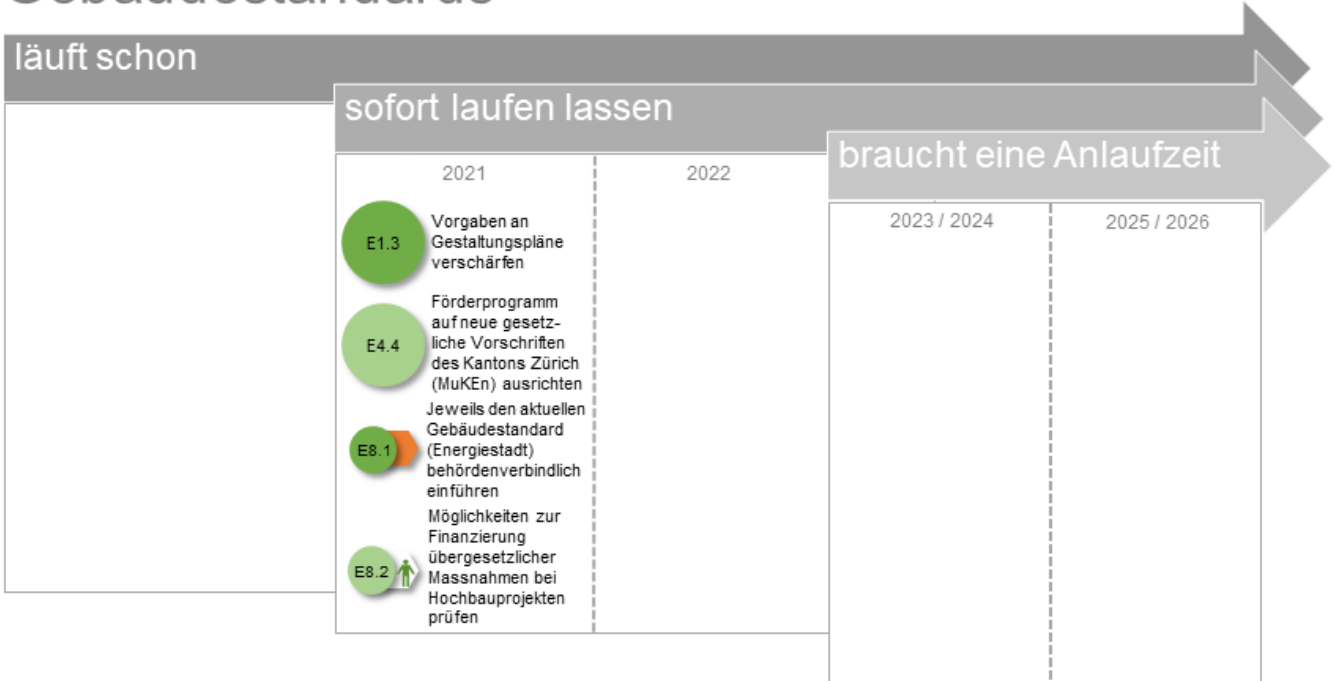 Gebäudestandards
läuft schon
sofort laufen lassen
braucht eine Anlaufzeit
2021
2022
2023 / 2024
2025 / 2026
E1.3
Vorgaben an
Gestaltungspläne
verschärfen
E4.4
Förderprogramm
auf neue gesetz-
liche Vorschriften
des Kantons Zürich
(MuKEn) ausrichten
E8.1
Jeweils den aktuellen
Gebäudestandard
(Energiestadt)
behördenverbindlich
einführen
E8.2
Möglichkeiten zur
Finanzierung
übergesetzlicher
Massnahmen bei
Hochbauprojekten
prüfen